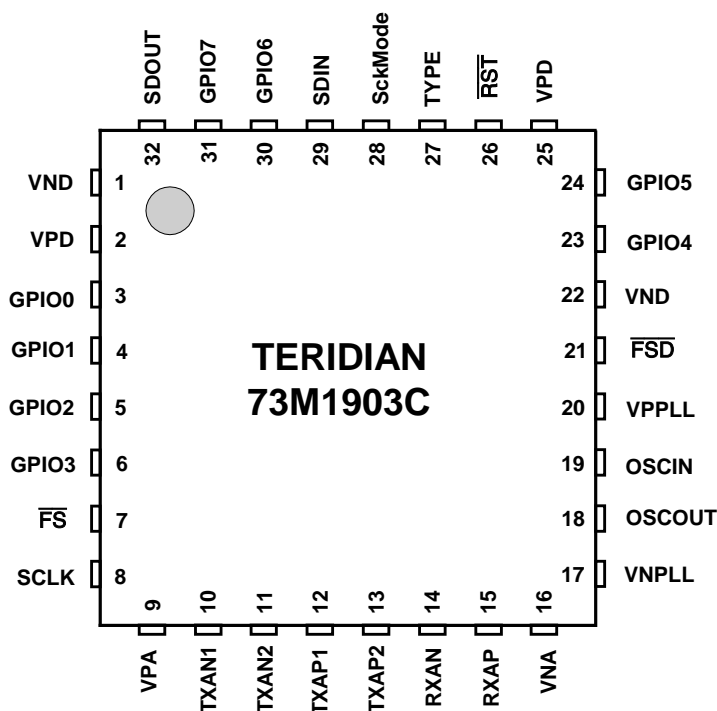 SDOUT GPIO7 GPIO6 SDIN SckMode TYPE RST VPD
32 31 30 29 28 27 26 25
VND 1 24 GPIO5
VPD 2 23 GPIO4
GPIO0 3 22 VND
GPIO1 4 21 FSD
TERIDIAN
73M1903C
GPIO2 5 20 VPPLL
GPIO3 6 19 OSCIN
FS 7 18 OSCOUT
SCLK 8 17 VNPLL
9 10 11 12 13 14 15 16
VPA TXAN1 TXAN2 TXAP1 TXAP2 RXAN RXAP VNA